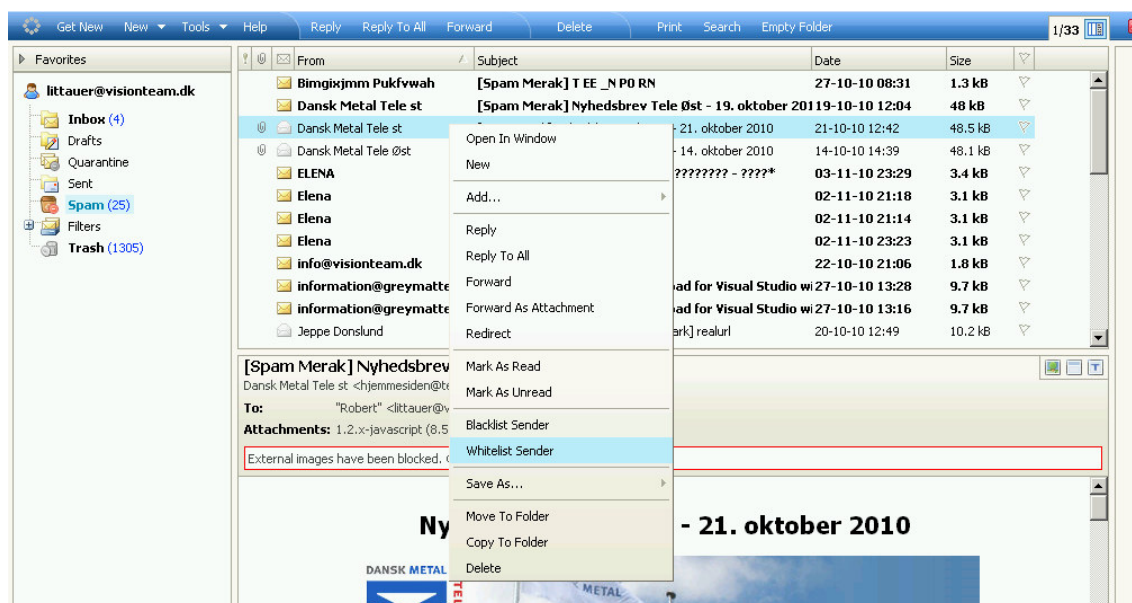 Get New New Tools Help Reply Reply To All Forward Delete Print Search Empty Folder 1/33
Favorites
littauer@visionteam.dk
Inbox (4)
Drafts
Quarantine
Sent
Spam (25)
Filters
Trash (1305)
From Subject Date Size
Bimgixjmm Pukfvwah [Spam Merak] T EE _N P0 RN 27-10-10 08:31 1.3 kB
Dansk Metal Tele st [Spam Merak] Nyhedsbrev Tele Øst - 19. oktober 201 19-10-10 12:04 48 kB
Dansk Metal Tele st - 21. oktober 2010 21-10-10 12:42 48.5 kB
Dansk Metal Tele Øst - 14. oktober 2010 14-10-10 14:39 48.1 kB
ELENA ???????? - ????* 03-11-10 23:29 3.4 kB
Elena 02-11-10 21:18 3.1 kB
Elena 02-11-10 21:14 3.1 kB
Elena 02-11-10 23:23 3.1 kB
info@visionteam.dk 22-10-10 21:06 1.8 kB
information@greymatte ad for Visual Studio wi 27-10-10 13:28 9.7 kB
information@greymatte ad for Visual Studio wi 27-10-10 13:16 9.7 kB
Jeppe Donslund ark] realurl 20-10-10 12:49 10.2 kB
Open In Window
New
Add...
Reply
Reply To All
Forward
Forward As Attachment
Redirect
Mark As Read
Mark As Unread
Blacklist Sender
Whitelist Sender
Save As...
Move To Folder
Copy To Folder
Delete
[Spam Merak] Nyhedsbrev
Dansk Metal Tele st <hjemmesiden@te
To: "Robert" <littauer@v
Attachments: 1.2.x-javascript (8.5
External images have been blocked.
Ny - 21. oktober 2010
DANSK METAL
TEL
METAL